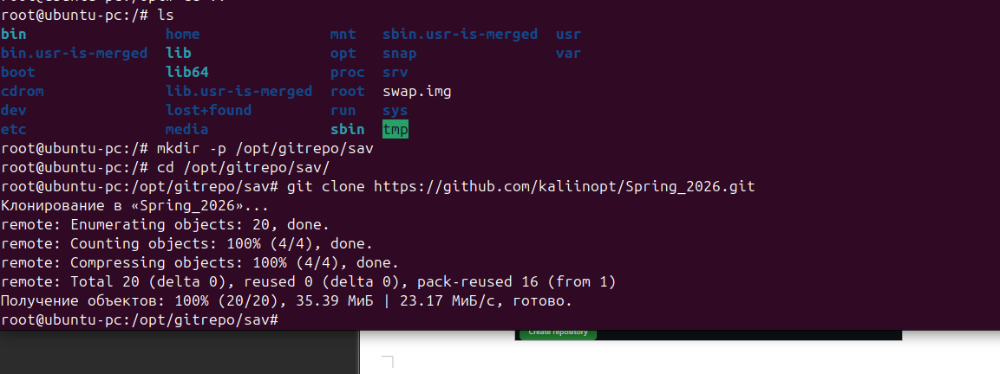 root@ubuntu-pc:/# ls
bin home mnt sbin.usr-is-merged usr
bin.usr-is-merged lib opt snap var
boot lib64 proc srv
cdrom lib.usr-is-merged root swap.img
dev lost+found run sys
etc media sbin tmp
root@ubuntu-pc:/# mkdir -p /opt/gitrepo/sav
root@ubuntu-pc:/# cd /opt/gitrepo/sav/
root@ubuntu-pc:/opt/gitrepo/sav# git clone https://github.com/kaliinopt/Spring_2026.git
Клонирование в «Spring_2026»...
remote: Enumerating objects: 20, done.
remote: Counting objects: 100% (4/4), done.
remote: Compressing objects: 100% (4/4), done.
remote: Total 20 (delta 0), reused 0 (delta 0), pack-reused 16 (from 1)
Получение объектов: 100% (20/20), 35.39 МиБ | 23.17 МиБ/с, готово.
root@ubuntu-pc:/opt/gitrepo/sav#
Create repository